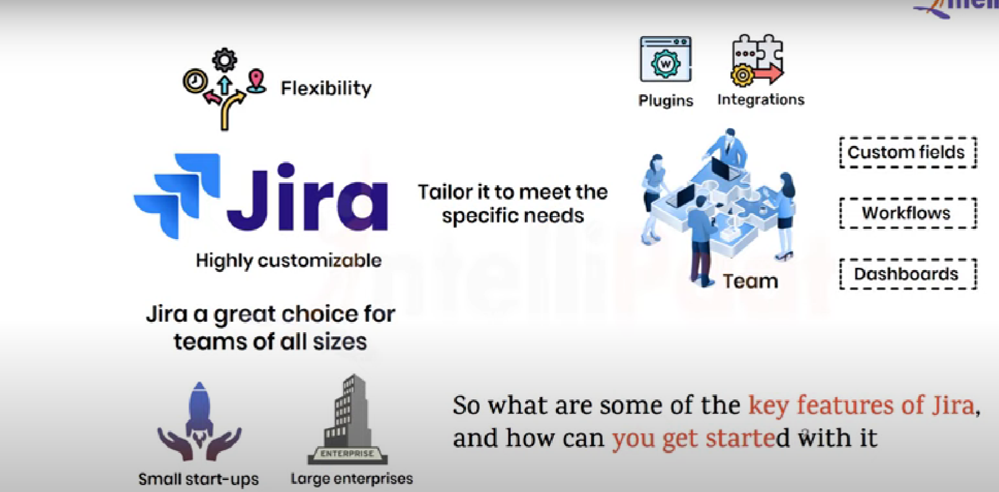 Flexibility
Plugins
Integrations
W
Jira
Highly customizable
Tailor it to meet the
specific needs
Team
Custom fields
Workflows
Dashboards
Jira a great choice for
teams of all sizes
ENTERPRISE
Small start-ups
Large enterprises
So what are some of the key features of Jira,
and how can you get started with it
IntelliPaat